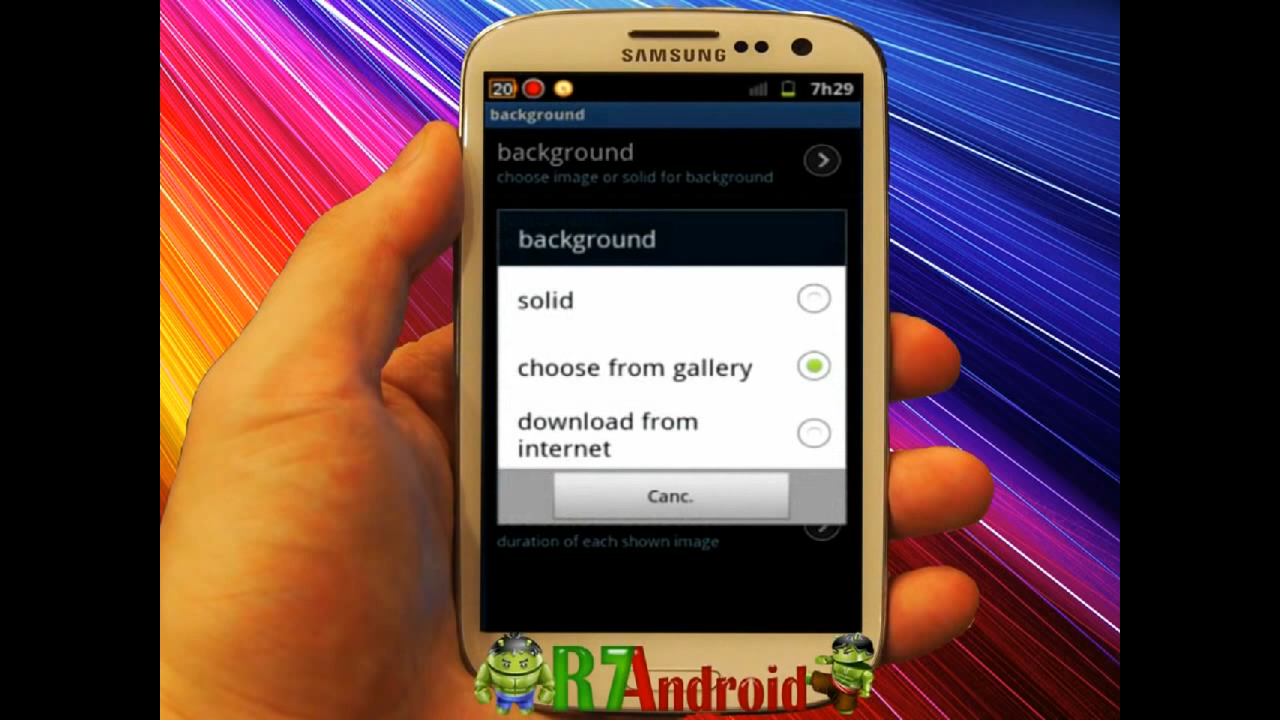 SAMSUNG
20 7h29
background
background
choose image or solid for background
background
solid
choose from gallery
download from
internet
Canc.
duration of each shown image
R7Android